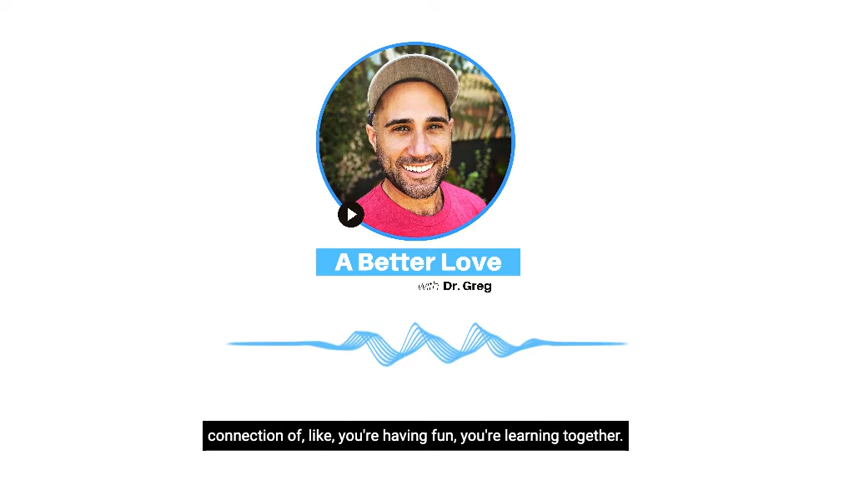 A Better Love
with Dr. Greg
connection of, like, you're having fun, you're learning together.